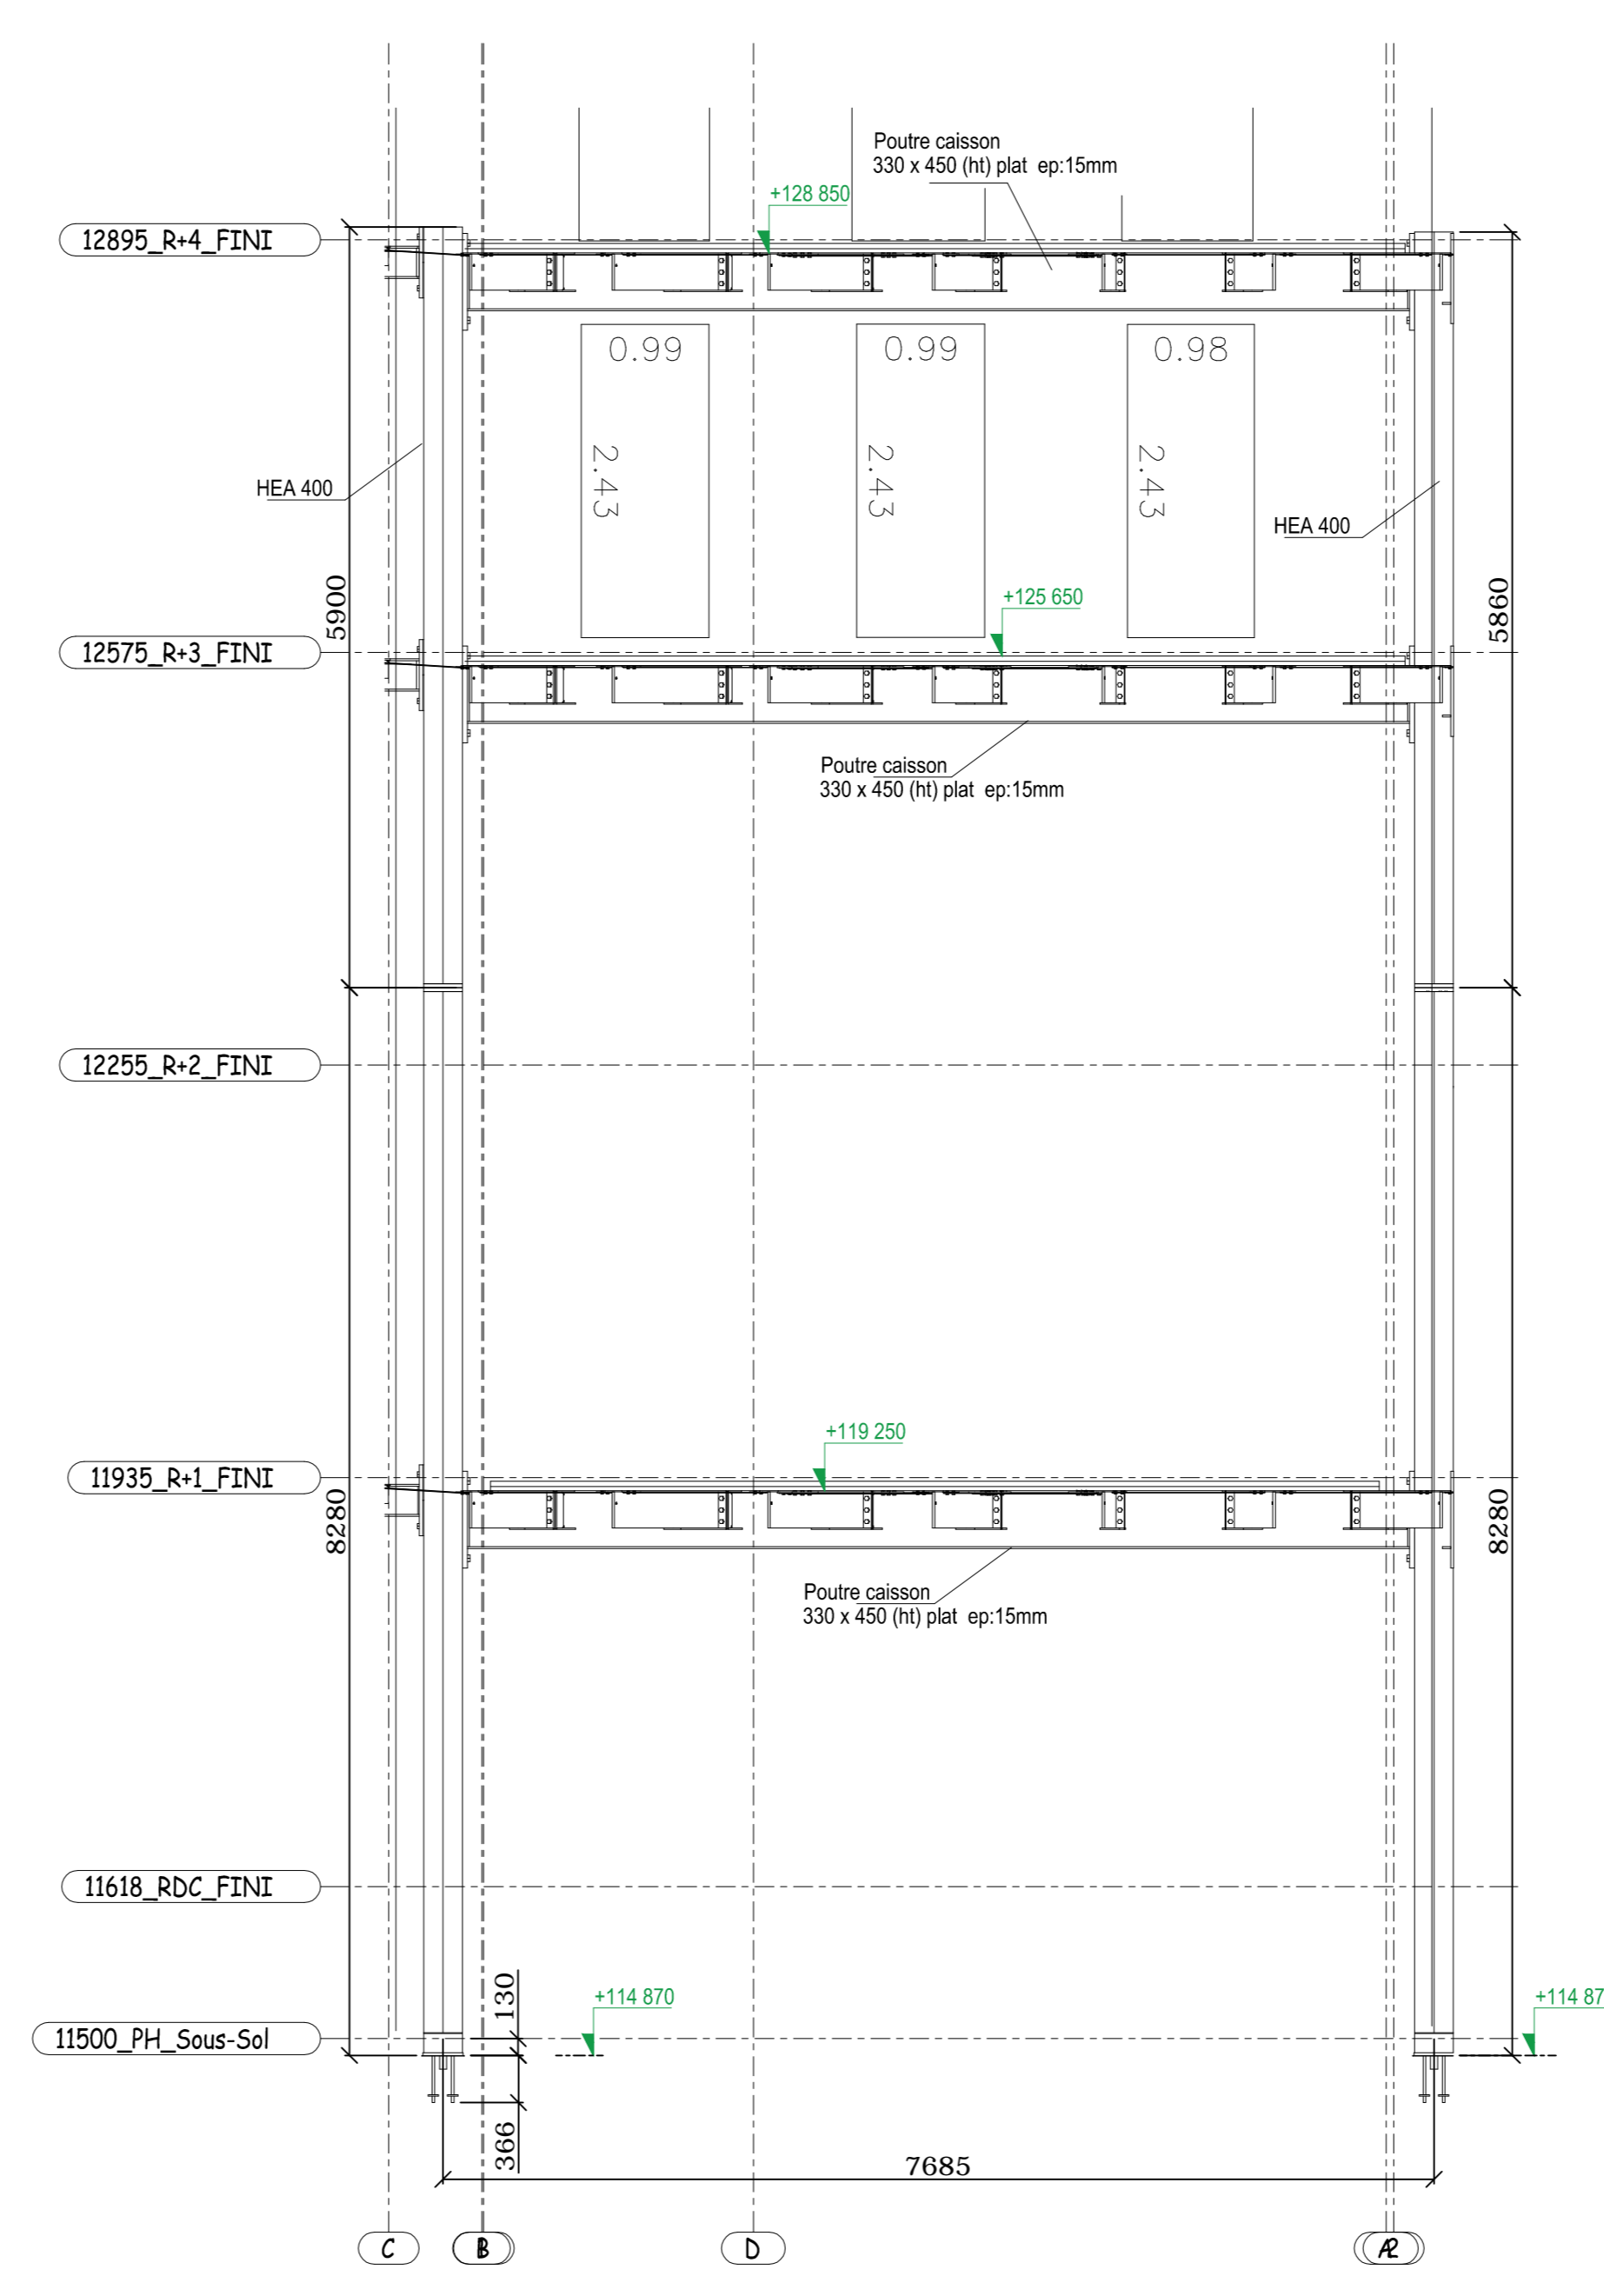 Poutre caisson
330 x 450 (ht) plat ep:15mm
+128 850
12895_R+4_FINI
0.99
0.99
0.98
2.43
2.43
2.43
HEA 400
HEA 400
5900
5860
+125 650
12575_R+3_FINI
Poutre caisson
330 x 450 (ht) plat ep:15mm
12255_R+2_FINI
+119 250
11935_R+1_FINI
8280
8280
Poutre caisson
330 x 450 (ht) plat ep:15mm
11618_RDC_FINI
130
+114 870
+114 87
11500_PH_Sous-Sol
366
7685
C
B
D